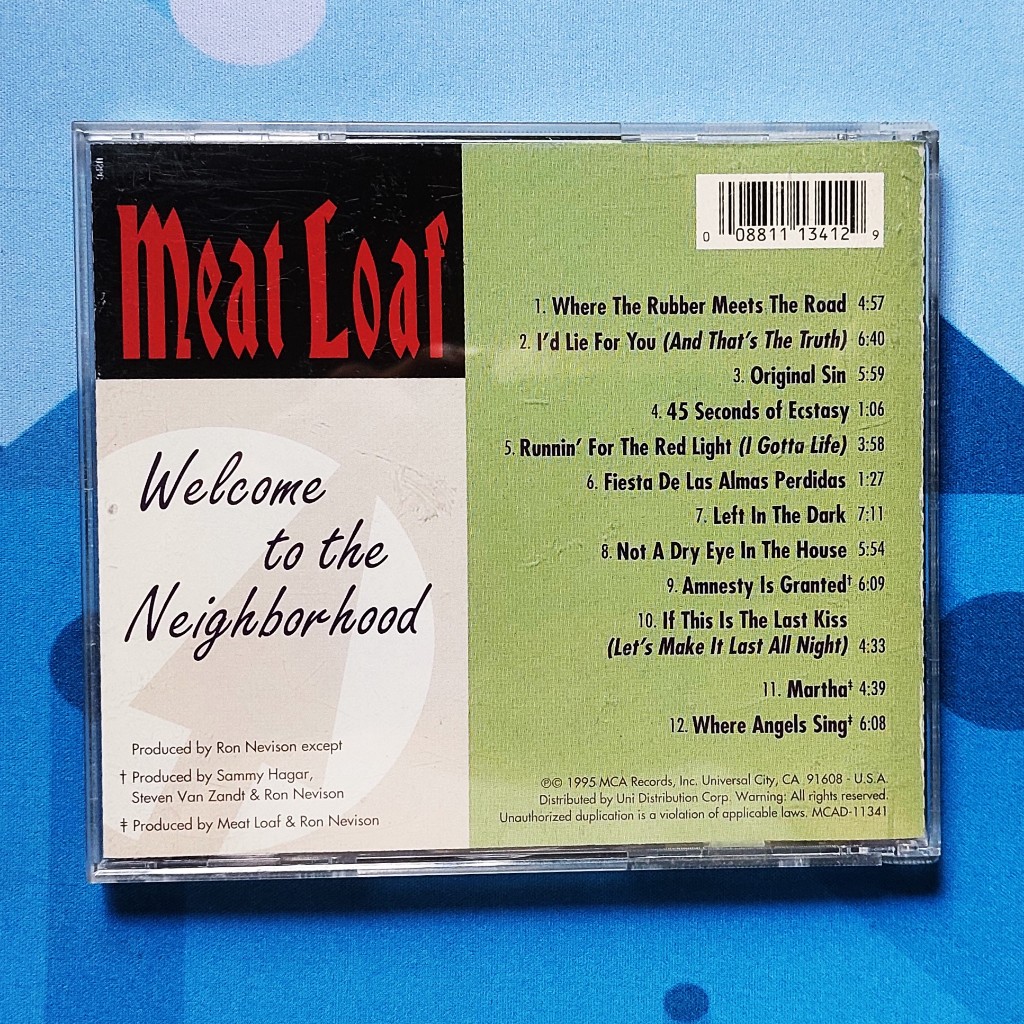 Meat Loaf
Welcome
to the
Neighborhood
Produced by Ron Nevison except
† Produced by Sammy Hagar,
Steven Van Zandt & Ron Nevison
‡ Produced by Meat Loaf & Ron Nevison
0 08811 13412 9
1. Where The Rubber Meets The Road 4:57
2. I'd Lie For You (And That's The Truth) 6:40
3. Original Sin 5:59
4. 45 Seconds of Ecstasy 1:06
5. Runnin' For The Red Light (I Gotta Life) 3:58
6. Fiesta De Las Almas Perdidas 1:27
7. Left In The Dark 7:11
8. Not A Dry Eye In The House 5:54
9. Amnesty Is Granted† 6:09
10. If This Is The Last Kiss
(Let's Make It Last All Night) 4:33
11. Martha‡ 4:39
12. Where Angels Sing‡ 6:08
℗© 1995 MCA Records, Inc. Universal City, CA 91608 - U.S.A.
Distributed by Uni Distribution Corp. Warning: All rights reserved.
Unauthorized duplication is a violation of applicable laws. MCAD-11341